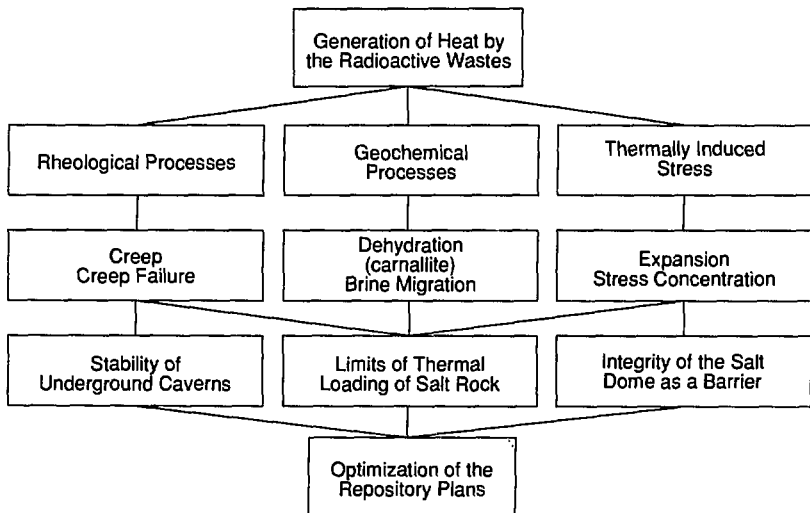 Generation of Heat by
the Radioactive Wastes
Rheological Processes
Geochemical
Processes
Thermally Induced
Stress
Creep
Creep Failure
Dehydration
(carnallite)
Brine Migration
Expansion
Stress Concentration
Stability of
Underground Caverns
Limits of Thermal
Loading of Salt Rock
Integrity of the Salt
Dome as a Barrier
Optimization of the
Repository Plans